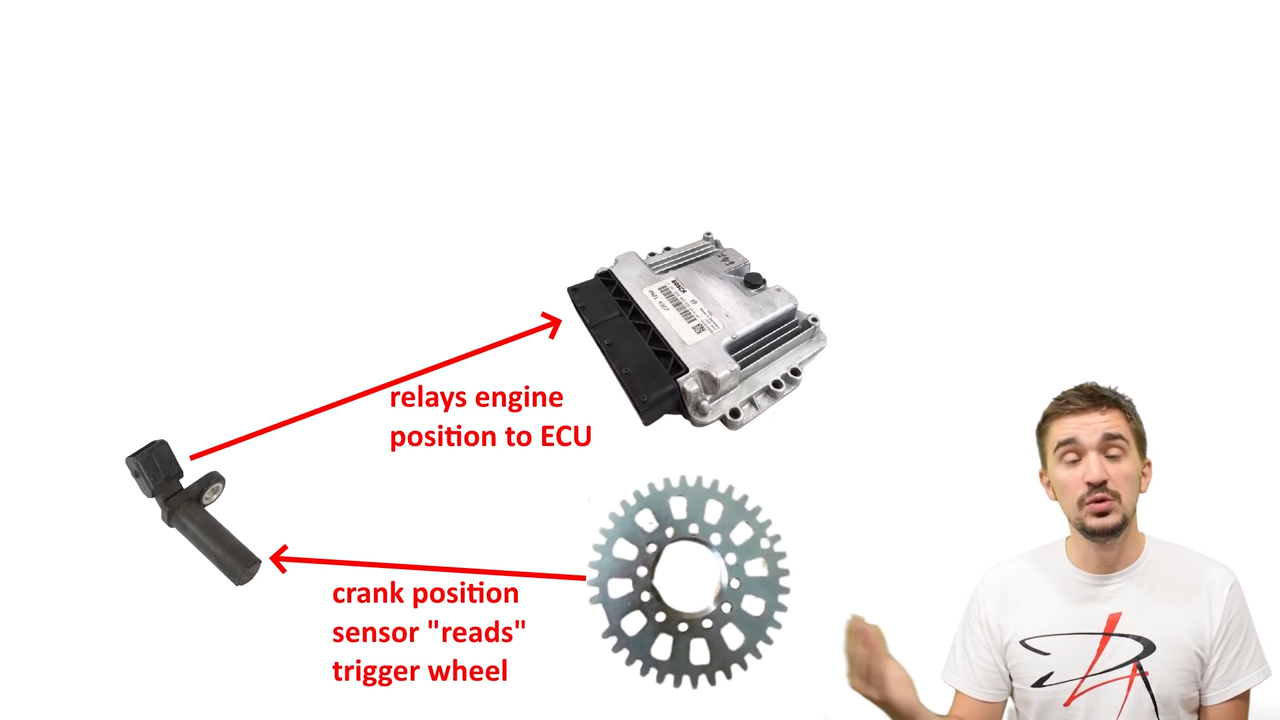 BOSCH
relays engine
position to ECU
crank position
sensor "reads"
trigger wheel